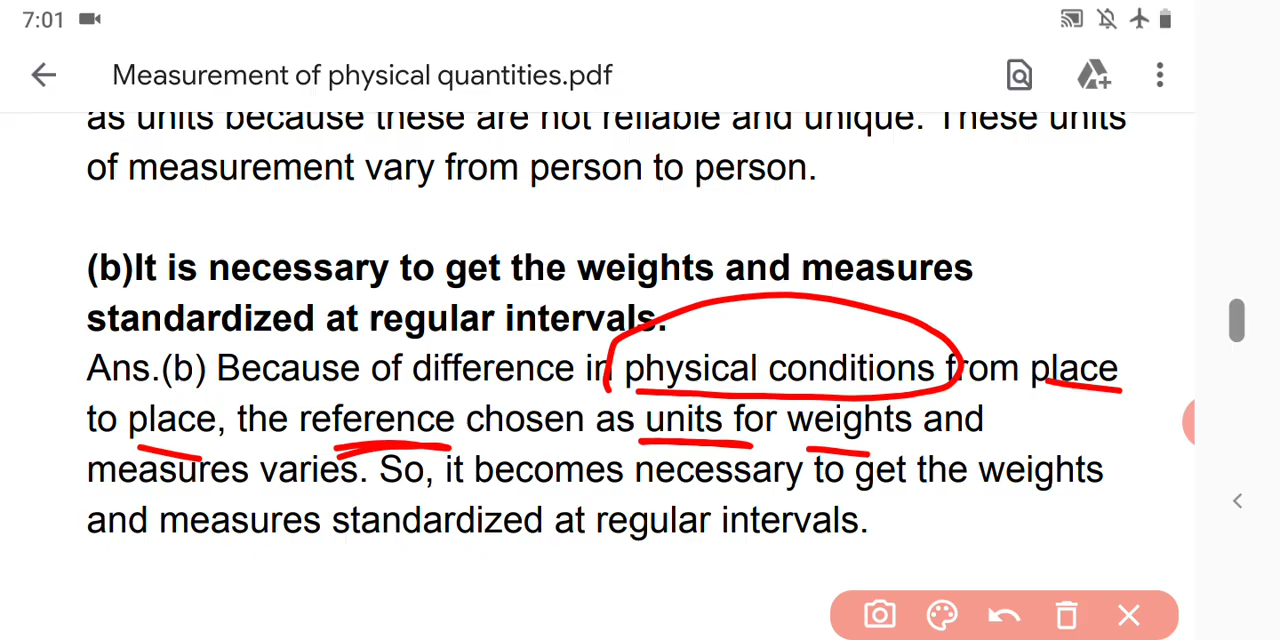 7:01
Measurement of physical quantities.pdf
as units because these are not reliable and unique. These units
of measurement vary from person to person.
(b)It is necessary to get the weights and measures
standardized at regular intervals.
Ans.(b) Because of difference in physical conditions from place
to place, the reference chosen as units for weights and
measures varies. So, it becomes necessary to get the weights
and measures standardized at regular intervals.